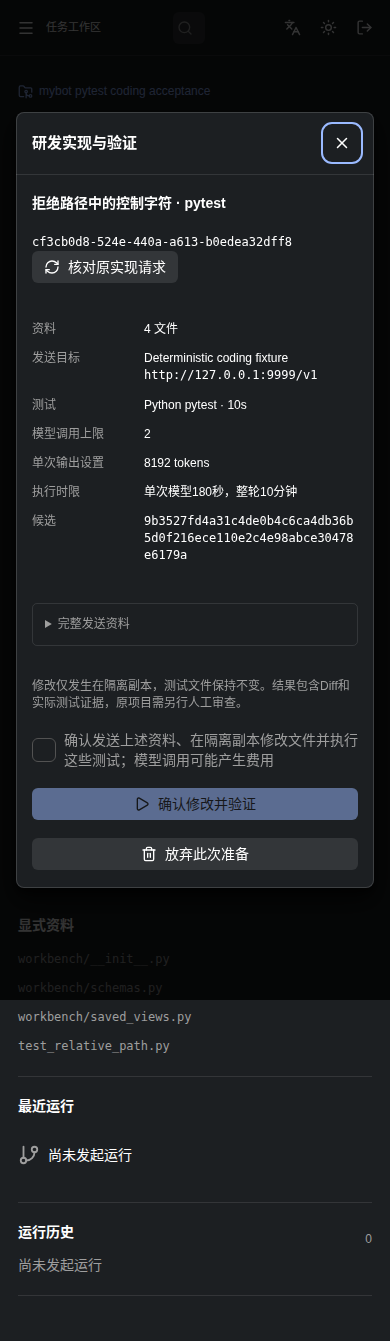 任务工作区
mybot pytest coding acceptance
研发实现与验证
拒绝路径中的控制字符 · pytest
cf3cb0d8-524e-440a-a613-b0edea32dff8
核对原实现请求
资料 4 文件
发送目标 Deterministic coding fixture
http://127.0.0.1:9999/v1
测试 Python pytest · 10s
模型调用上限 2
单次输出设置 8192 tokens
执行时限 单次模型180秒，整轮10分钟
候选 9b3527fd4a31c4de0b4c6ca4db36b
5d0f216ece110e2c4e98abce30478
e6179a
完整发送资料
修改仅发生在隔离副本，测试文件保持不变。结果包含Diff和
实际测试证据，原项目需另行人工审查。
确认发送上述资料、在隔离副本修改文件并执行
这些测试；模型调用可能产生费用
确认修改并验证
放弃此次准备
显式资料
workbench/__init__.py
workbench/schemas.py
workbench/saved_views.py
test_relative_path.py
最近运行
尚未发起运行
运行历史 0
尚未发起运行